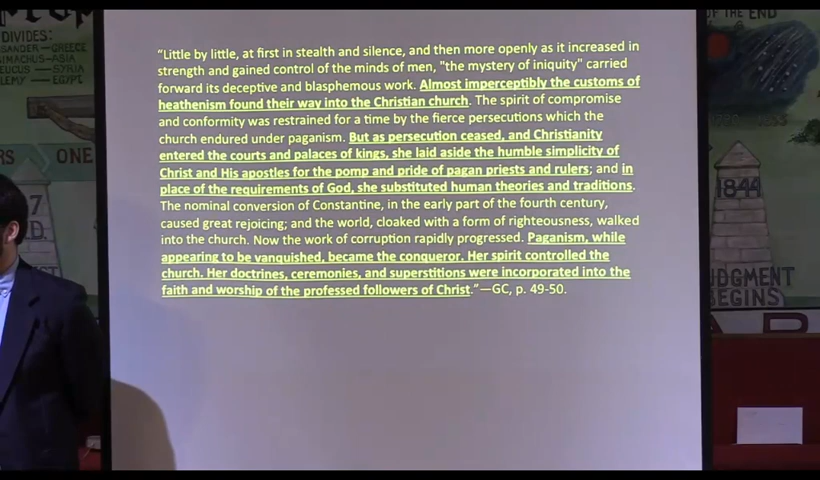 DIVIDES:
SANDER—GREECE
SIMACHUS—ASIA
EUCUS—SYRIA
LEMY—EGYPT
RS
ONE
7
D.
OF THE END
1844
JDGMENT
BEGINS
"Little by little, at first in stealth and silence, and then more openly as it increased in
strength and gained control of the minds of men, "the mystery of iniquity" carried
forward its deceptive and blasphemous work. Almost imperceptibly the customs of
heathenism found their way into the Christian church. The spirit of compromise
and conformity was restrained for a time by the fierce persecutions which the
church endured under paganism. But as persecution ceased, and Christianity
entered the courts and palaces of kings, she laid aside the humble simplicity of
Christ and His apostles for the pomp and pride of pagan priests and rulers; and in
place of the requirements of God, she substituted human theories and traditions.
The nominal conversion of Constantine, in the early part of the fourth century,
caused great rejoicing; and the world, cloaked with a form of righteousness, walked
into the church. Now the work of corruption rapidly progressed. Paganism, while
appearing to be vanquished, became the conqueror. Her spirit controlled the
church. Her doctrines, ceremonies, and superstitions were incorporated into the
faith and worship of the professed followers of Christ."—GC, p. 49-50.